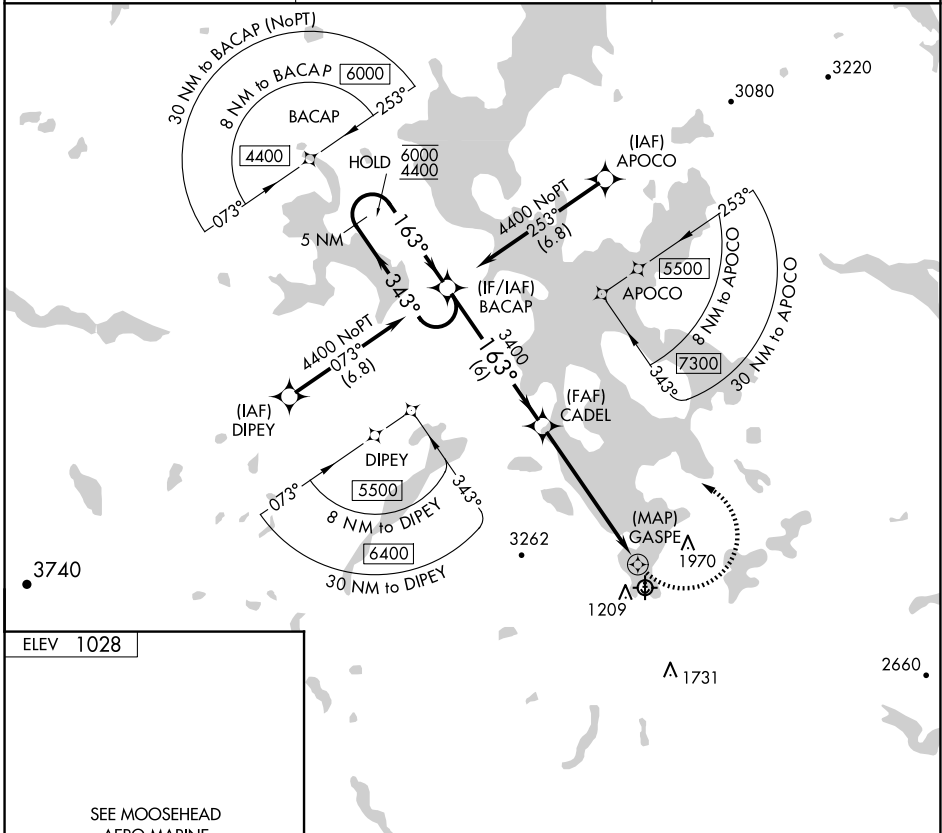 30 NM to BACAP (NoPT)
8 NM to BACAP
6000
BACAP
253°
4400
073°
HOLD
6000
4400
3220
3080
(IAF)
APOCO
4400 NoPT
253°
(6.8)
5 NM
163°
343°
(IF/IAF)
BACAP
253°
5500
APOCO
8 NM to APOCO
30 NM to APOCO
7300
343°
4400 NoPT
073°
(6.8)
3400
163°
(6)
(IAF)
DIPEY
(FAF)
CADEL
DIPEY
073°
343°
5500
8 NM to DIPEY
6400
30 NM to DIPEY
3262
(MAP)
GASPE
1970
3740
1209
ELEV 1028
1731
2660
SEE MOOSEHEAD
AERO MARINE